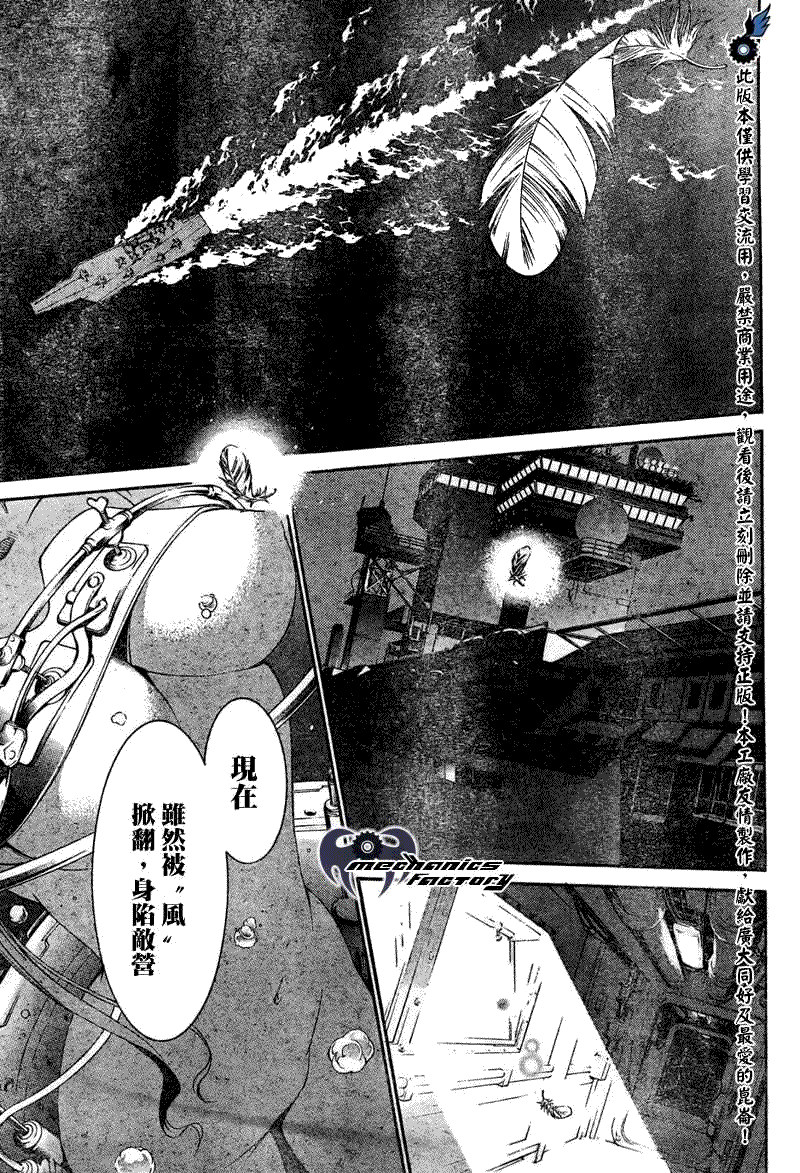 此版本僅供學習交流用，嚴禁商業用途，觀看後請立刻刪除並請支持正版！本工廠友情製作，獻給廣大同好及最愛的崑崙！
現在
雖然被〝風〞
掀翻，身陷敵營
mechanics
Factory
8